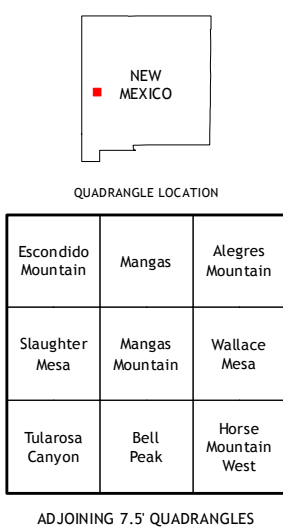 NEW
MEXICO
QUADRANGLE LOCATION
Escondido
Mountain
Mangas
Alegres
Mountain
Slaughter
Mesa
Mangas
Mountain
Wallace
Mesa
Tularosa
Canyon
Bell
Peak
Horse
Mountain
West
ADJOINING 7.5' QUADRANGLES